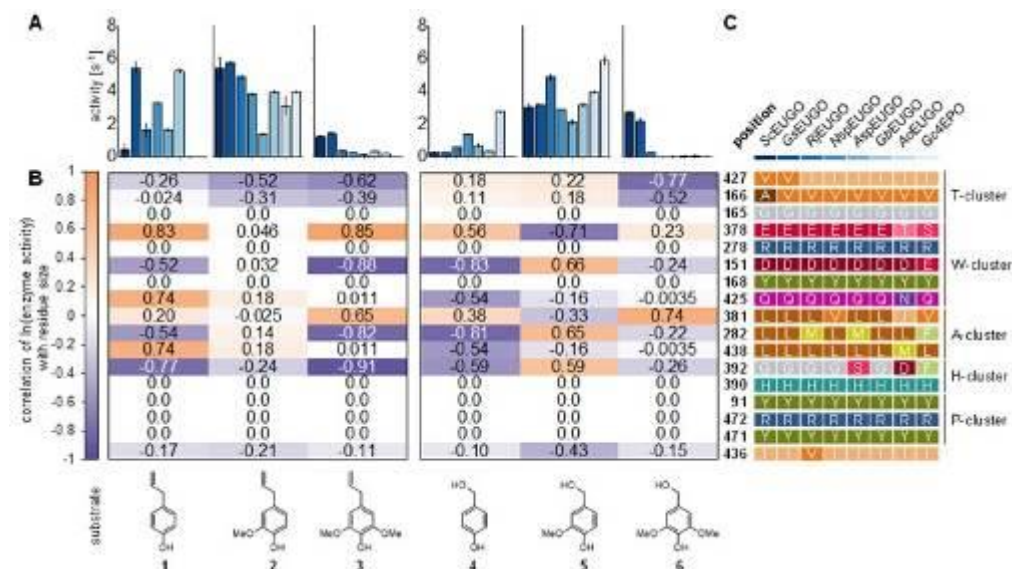 A
C
activity [s⁻¹]
8
6
4
2
0
8
6
4
2
0
position
ScEUGO
GsEUGO
RjEUGO
NbpEUGO
AspEUGO
GbEUGO
AoEUGO
Gc4EPO
B
correlation of ln(enzyme activity)
with residue size
1
0.8
0.6
0.4
0.2
0
-0.2
-0.4
-0.6
-0.8
-1
-0.26 -0.52 -0.62 0.18 0.22 -0.77
-0.024 -0.31 -0.39 0.11 0.18 -0.52
0.0 0.0 0.0 0.0 0.0 0.0
0.83 0.046 0.85 0.56 -0.71 0.23
0.0 0.0 0.0 0.0 0.0 0.0
-0.52 0.032 -0.88 -0.83 0.66 -0.24
0.0 0.0 0.0 0.0 0.0 0.0
0.74 0.18 0.011 -0.54 -0.16 -0.0035
0.20 -0.025 0.65 0.38 -0.33 0.74
-0.54 0.14 -0.82 -0.81 0.65 -0.22
0.74 0.18 0.011 -0.54 -0.16 -0.0035
-0.77 -0.24 -0.91 -0.59 0.59 -0.26
0.0 0.0 0.0 0.0 0.0 0.0
0.0 0.0 0.0 0.0 0.0 0.0
0.0 0.0 0.0 0.0 0.0 0.0
0.0 0.0 0.0 0.0 0.0 0.0
-0.17 -0.21 -0.11 -0.10 -0.43 -0.15
427 V V
166 A V V V V V V V
165 G G G G G G G G
378 E E E E E E T S
278 R R R R R R R R
151 D D D D D D D E
168 Y Y Y Y Y Y Y Y
425 Q Q Q Q Q Q N Q
381 L L L V L L V
282 L L M L M L L F
438 L L L L L L M L
392 G G G G S G D T
390 H H H H H H H H
91 Y Y Y Y Y Y Y Y
472 R R R R R R R R
471 Y Y Y Y Y Y Y Y
436 V
T-cluster
W-cluster
A-cluster
H-cluster
P-cluster
substrate
OH
1
MeO
OH
2
MeO
OMe
OH
3
HO
OH
4
HO
MeO
OH
5
HO
MeO
OMe
OH
6